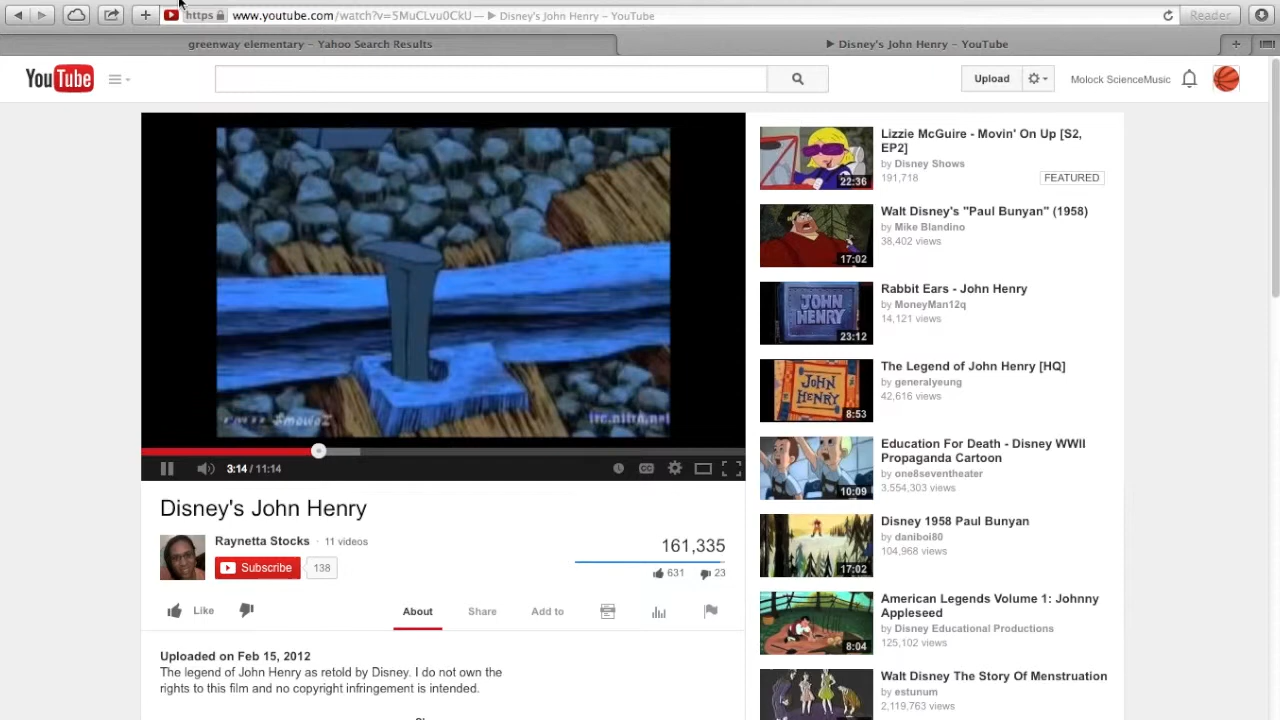 https www.youtube.com/watch?v=SMuCLvu0CkU — ▶ Disney's John Henry – YouTube
Reader
greenway elementary – Yahoo Search Results
▶ Disney's John Henry – YouTube
YouTube
Upload
Molock ScienceMusic
Lizzie McGuire - Movin' On Up [S2,
EP2]
by Disney Shows
191,718
FEATURED
22:36
Walt Disney's "Paul Bunyan" (1958)
by Mike Blandino
38,402 views
17:02
Rabbit Ears - John Henry
by MoneyMan12q
14,121 views
JOHN
HENRY
23:12
The Legend of John Henry [HQ]
by generalyeung
42,616 views
JOHN
HENRY
8:53
Education For Death - Disney WWII
Propaganda Cartoon
by one8seventheater
3,554,303 views
10:09
Disney 1958 Paul Bunyan
by daniboi80
104,968 views
17:02
American Legends Volume 1: Johnny
Appleseed
by Disney Educational Productions
125,102 views
8:04
Walt Disney The Story Of Menstruation
by estunum
2,119,763 views
3:14 / 11:14
CC
Disney's John Henry
Raynetta Stocks · 11 videos
Subscribe 138
161,335
631 23
Like
About Share Add to
Uploaded on Feb 15, 2012
The legend of John Henry as retold by Disney. I do not own the
rights to this film and no copyright infringement is intended.